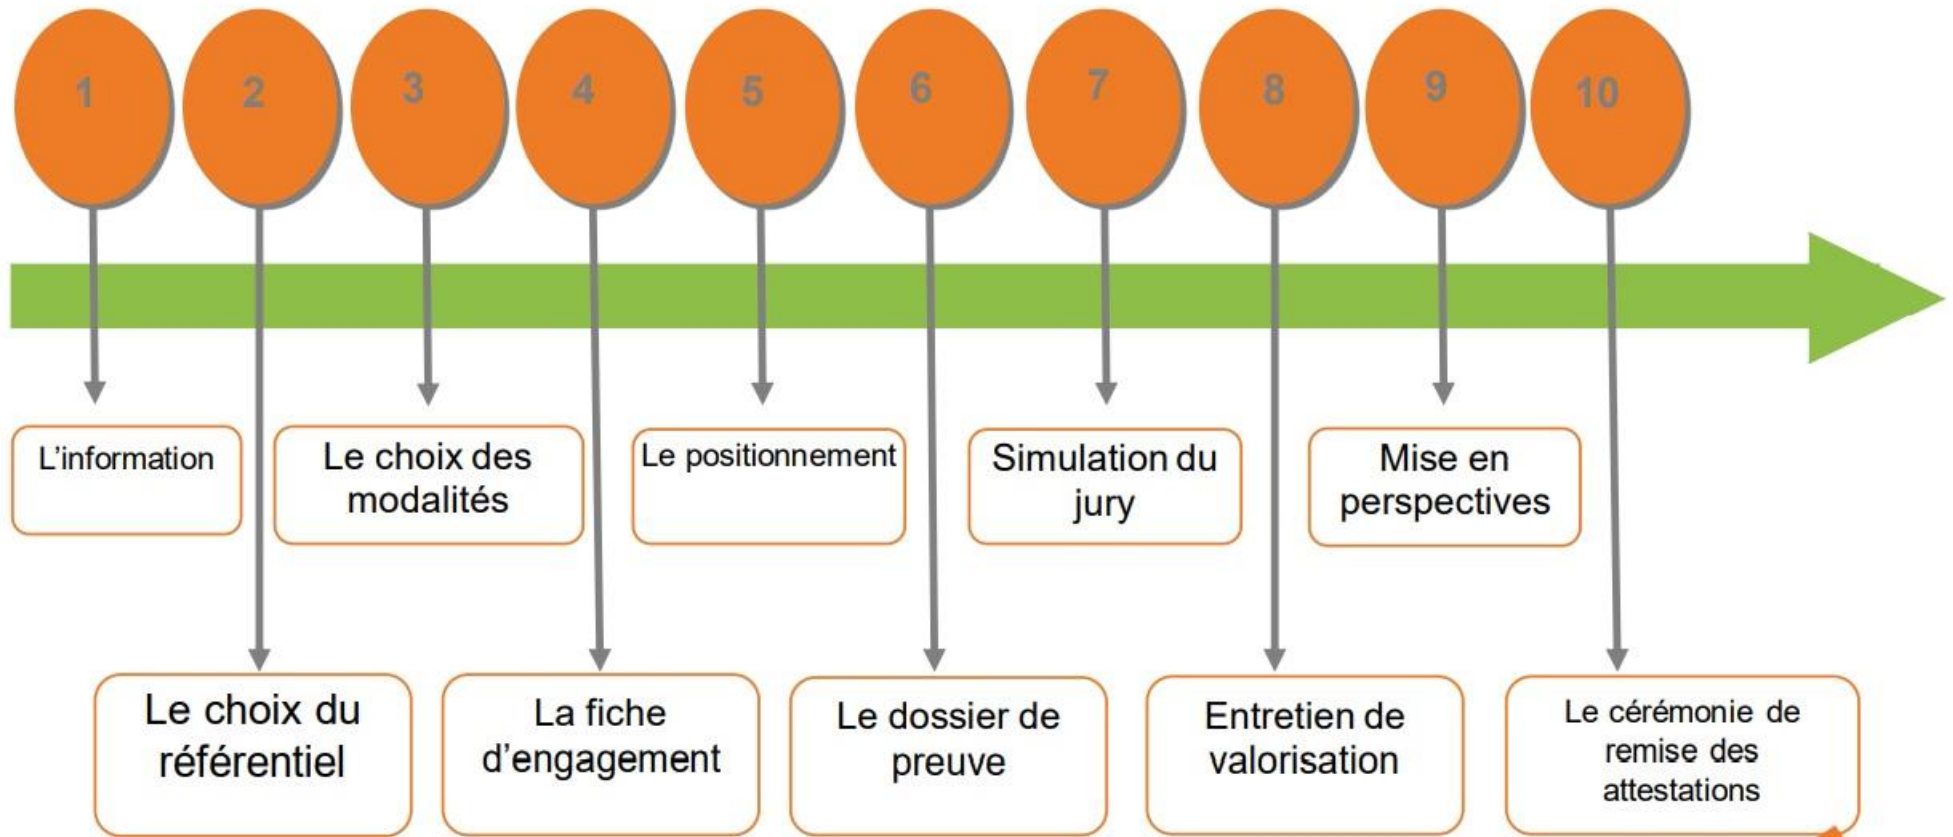 1
2
3
4
5
6
7
8
9
10
L'information
Le choix des
modalités
Le positionnement
Simulation du
jury
Mise en
perspectives
Le choix du
référentiel
La fiche
d'engagement
Le dossier de
preuve
Entretien de
valorisation
Le cérémonie de
remise des
attestations